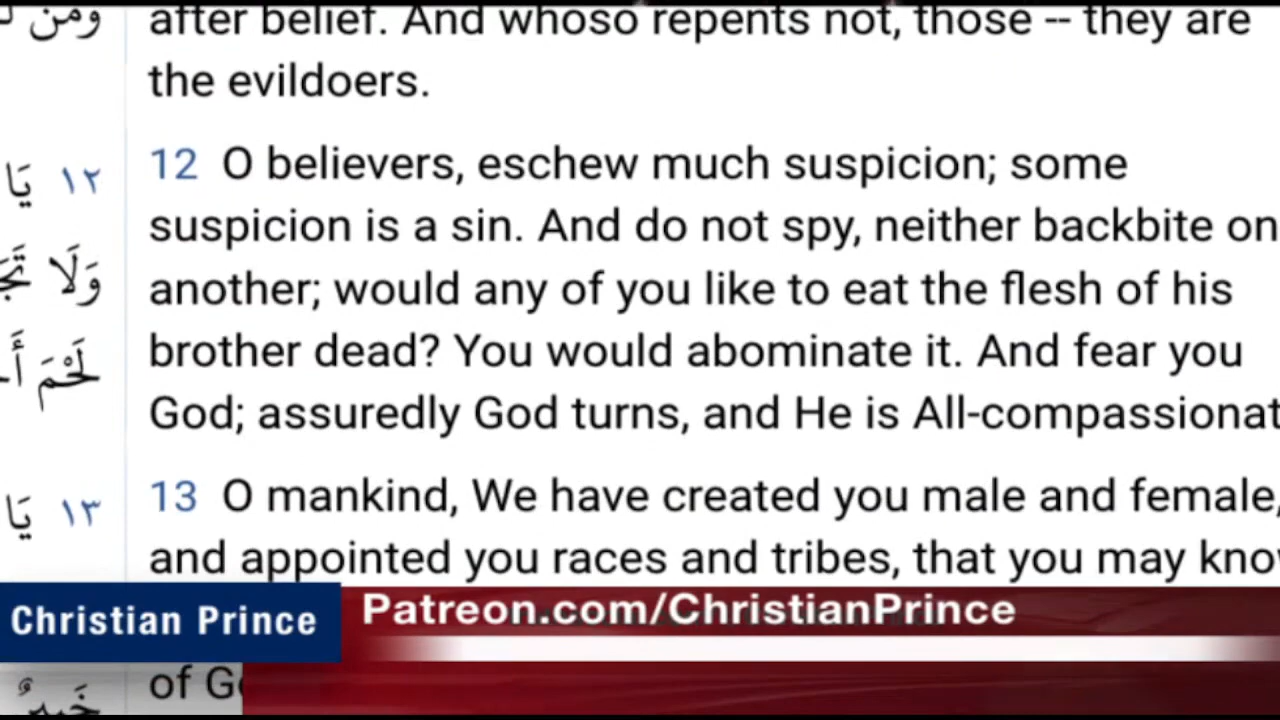 after belief. And whoso repents not, those -- they are
the evildoers.
١٢ يَا
12 O believers, eschew much suspicion; some
suspicion is a sin. And do not spy, neither backbite on
وَلَا
another; would any of you like to eat the flesh of his
لَحْمَ
brother dead? You would abominate it. And fear you
God; assuredly God turns, and He is All-compassionat
١٣ يَا
13 O mankind, We have created you male and female,
and appointed you races and tribes, that you may kno
Christian Prince
Patreon.com/ChristianPrince
of G